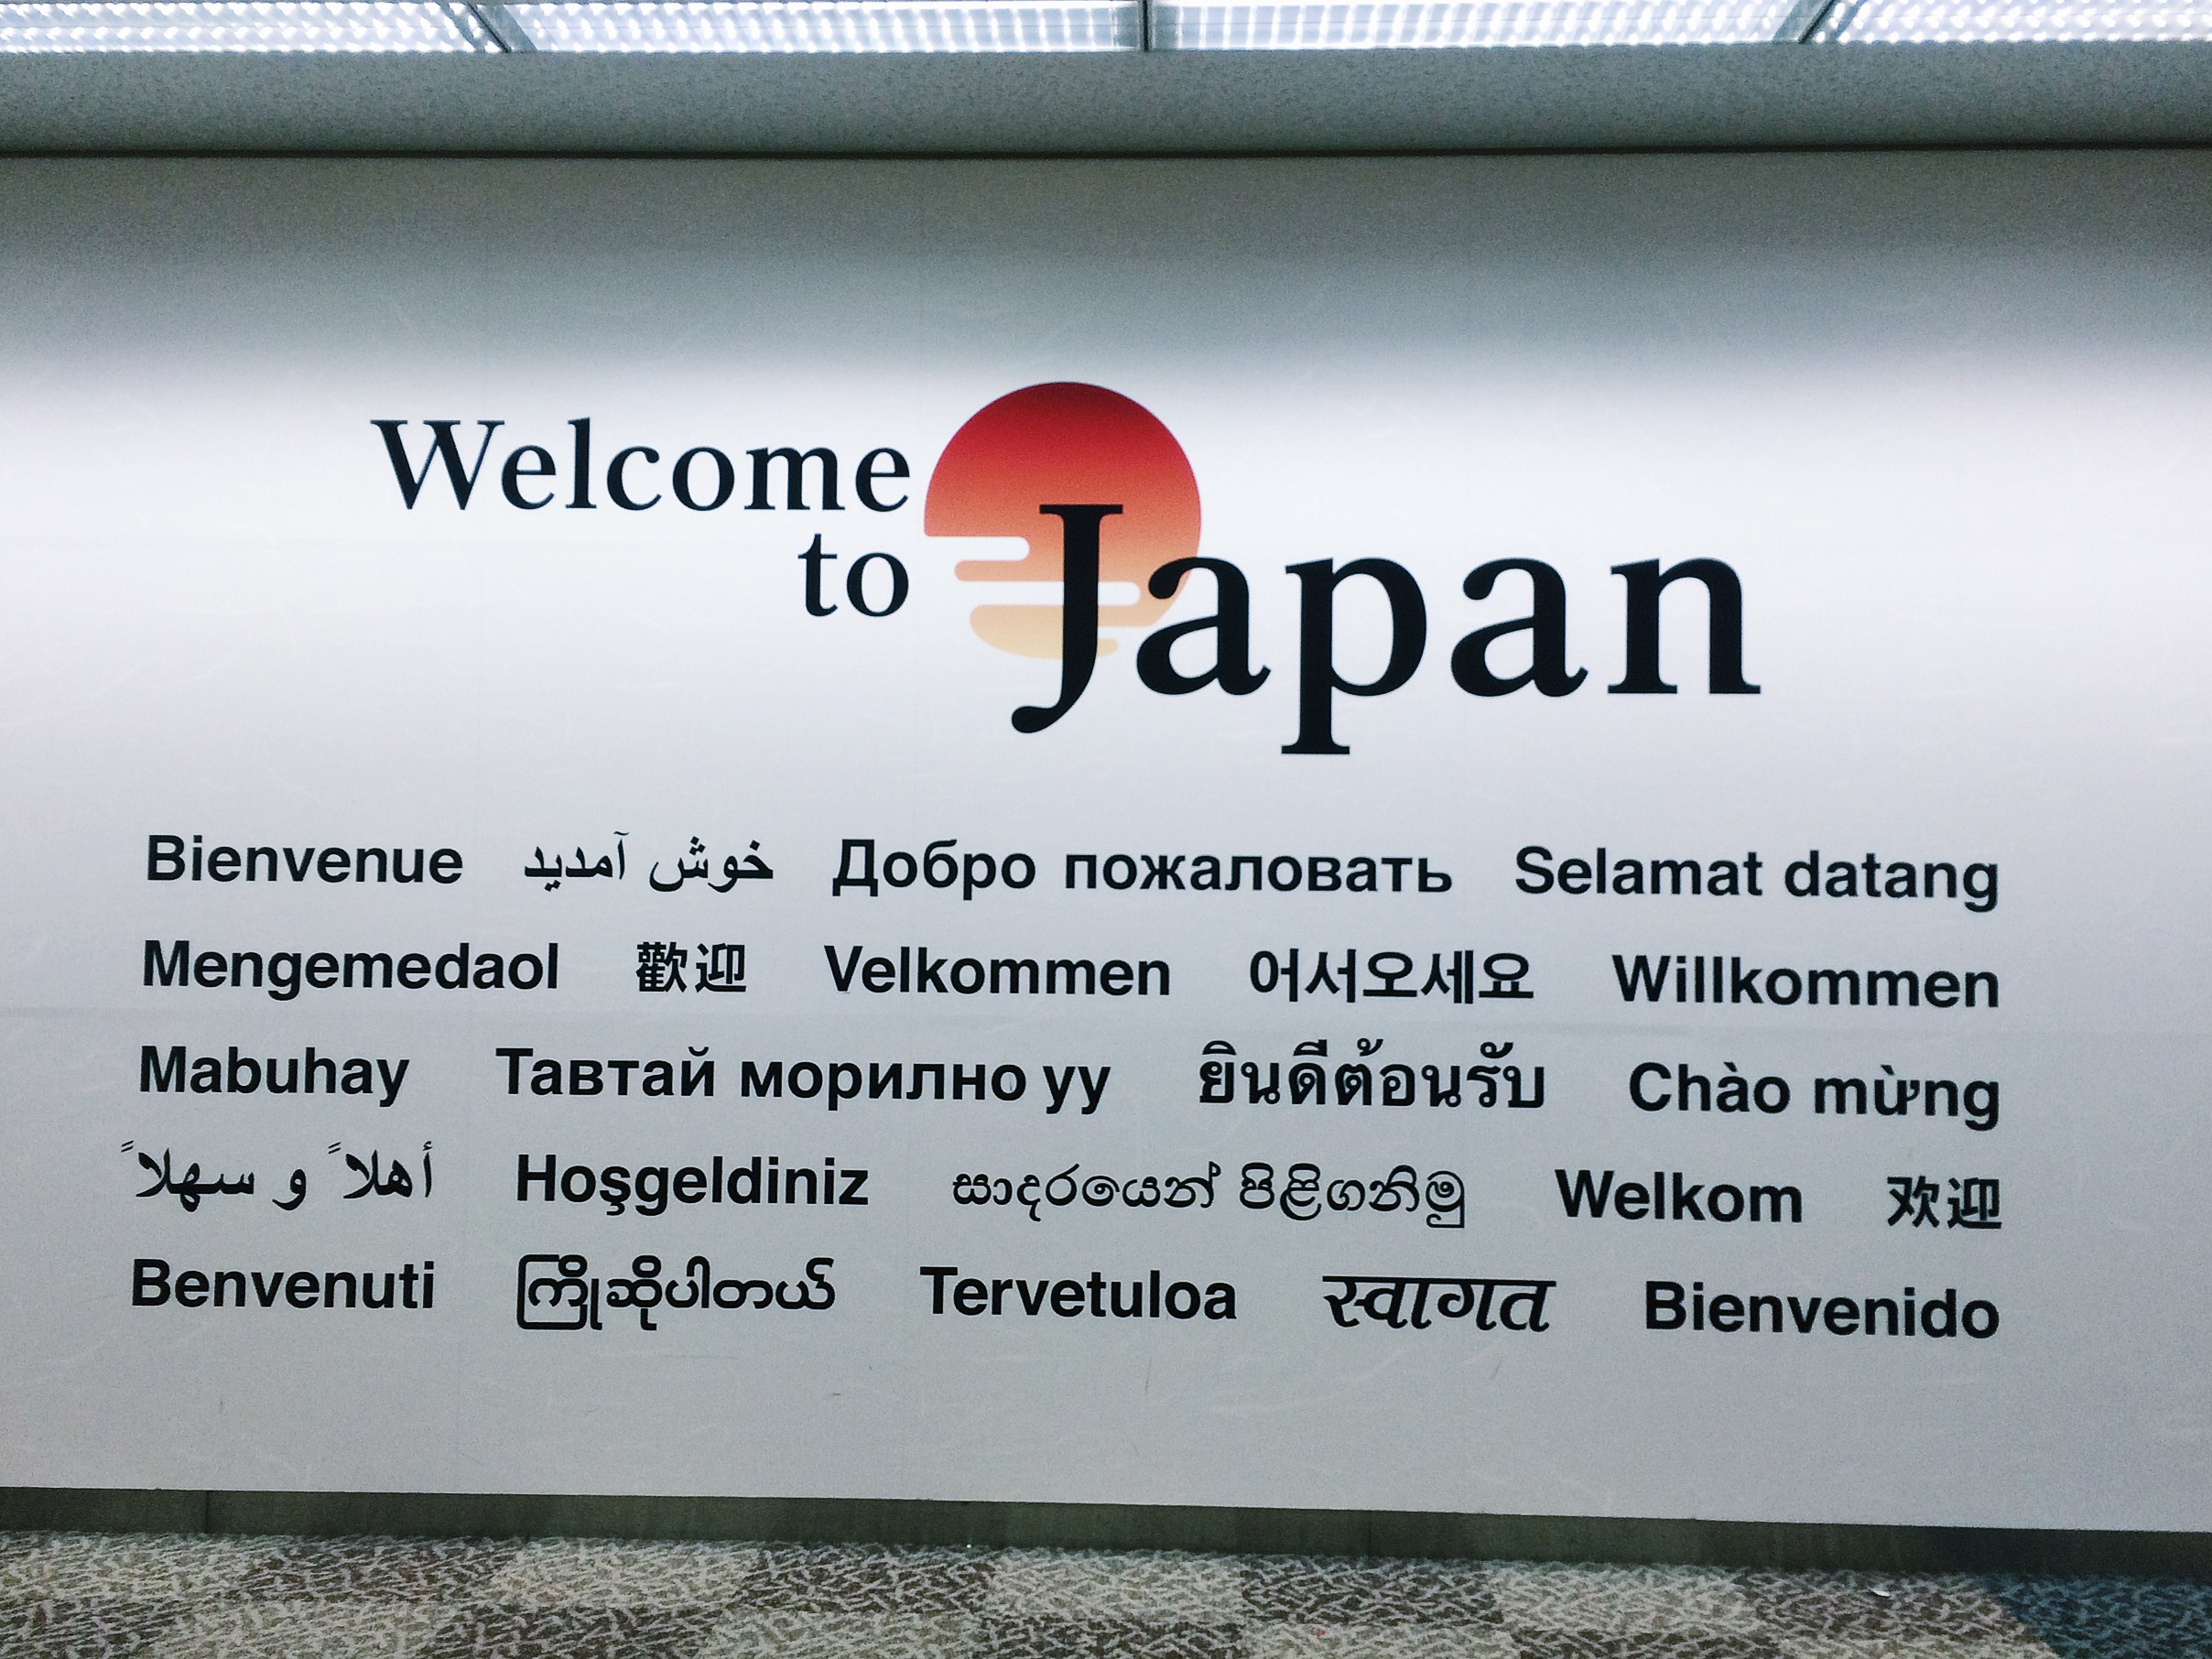 Welcome
to
Japan
Bienvenue خوش آمدید Добро пожаловать Selamat datang
Mengemedaol 歡迎 Velkommen 어서오세요 Willkommen
Mabuhay Тавтай морилно уу ยินดีต้อนรับ Chào mừng
أهلا ً و سهلا ً Hoşgeldiniz සාදරයෙන් පිළිගනිමු Welkom 欢迎
Benvenuti ကြိုဆိုပါတယ် Tervetuloa स्वागत Bienvenido